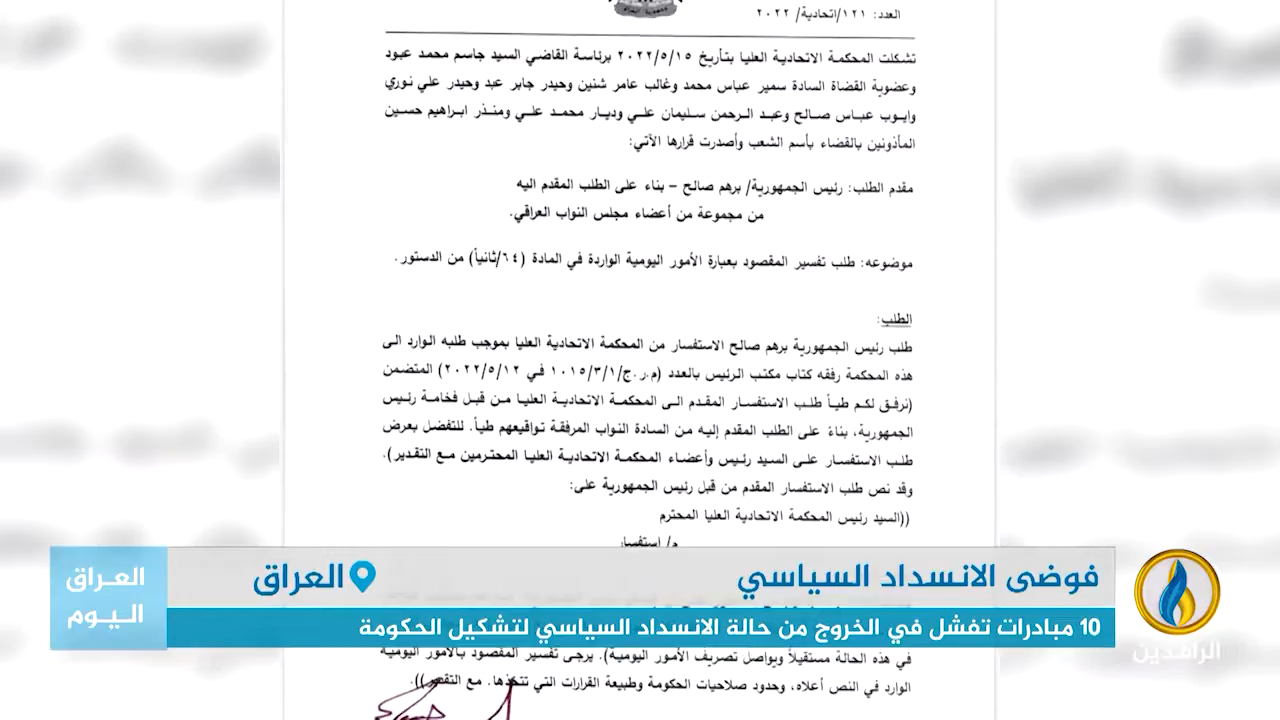 العدد: ١٢١/اتحادية/ ٢٠٢٢
تشكلت المحكمة الاتحادية العليا بتأريخ ٢٠٢٢/٥/١٥ برئاسة القاضي السيد جاسم محمد عبود
وعضوية القضاة السادة سمير عباس محمد وغالب عامر شنين وحيدر جابر عبد وحيدر علي نوري
وايوب عباس صالح وعبد الرحمن سليمان علي وديار محمد علي ومنذر ابراهيم حسين
المأذونين بالقضاء بأسم الشعب وأصدرت قرارها الآتي:
مقدم الطلب: رئيس الجمهورية/ برهم صالح – بناء على الطلب المقدم اليه
من مجموعة من أعضاء مجلس النواب العراقي.
موضوعه: طلب تفسير المقصود بعبارة الأمور اليومية الواردة في المادة (٦٤/ثانياً) من الدستور.
الطلب:
طلب رئيس الجمهورية برهم صالح الاستفسار من المحكمة الاتحادية العليا بموجب طلبه الوارد الى
هذه المحكمة رفقه كتاب مكتب الرئيس بالعدد (م.ر.ج/١٠١٥/٣/١ في ٢٠٢٢/٥/١٢) المتضمن
(نرفق لكم طياً طلب الاستفسار المقدم الى المحكمة الاتحادية العليا من قبل فخامة رئيس
الجمهورية، بناءً على الطلب المقدم إليه من السادة النواب المرفقة تواقيعهم طياً. للتفضل بعرض
طلب الاستفسار على السيد رئيس وأعضاء المحكمة الاتحادية العليا المحترمين مع التقدير).
وقد نص طلب الاستفسار المقدم من قبل رئيس الجمهورية على:
((السيد رئيس المحكمة الاتحادية العليا المحترم
م/ استفسار
فوضى الانسداد السياسي
العراق
العراق
اليوم
10 مبادرات تفشل في الخروج من حالة الانسداد السياسي لتشكيل الحكومة
الرافدين
في هذه الحالة مستقيلاً ويواصل تصريف الأمور اليومية). يرجى تفسير المقصود بالأمور اليومية
الوارد في النص أعلاه، وحدود صلاحيات الحكومة وطبيعة القرارات التي تتخذها. مع التقدير)).